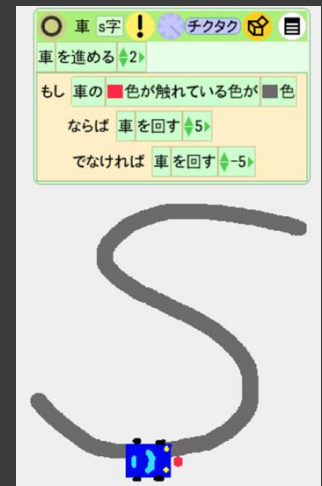 車 s字 ! チクタク
車 を進める 2
もし 車の 色が触れている色が 色
ならば 車 を回す 5
でなければ 車 を回す -5